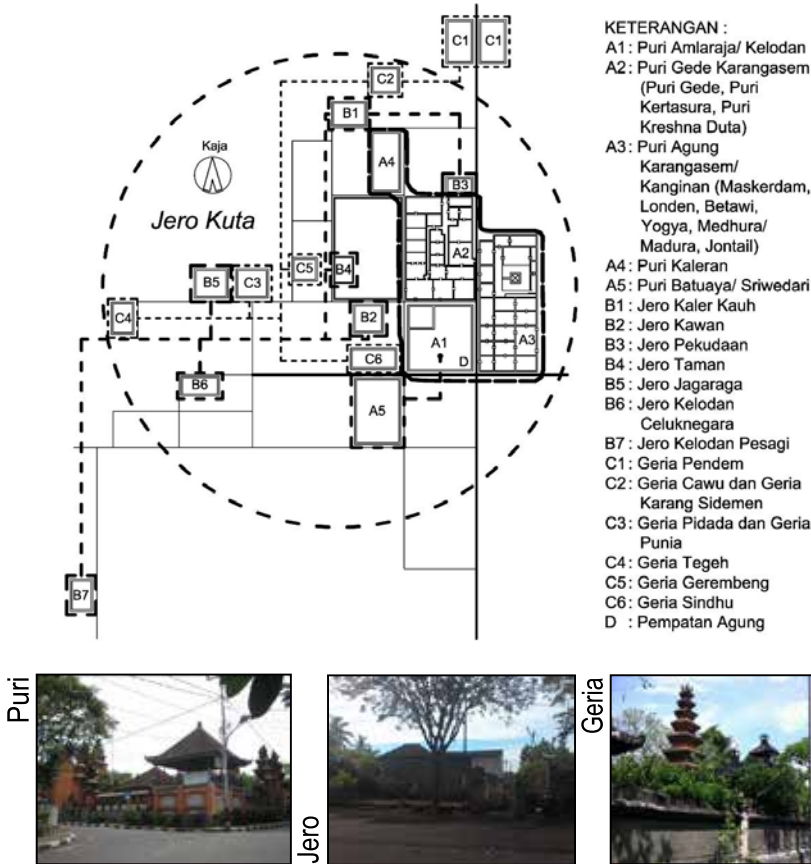 C1 C1
C2
B1
Kaja
A4
B3
Jero Kuta
A2
C5
B4
B5
C3
C4
B2
A1
A3
C6
D
B6
A5
B7
KETERANGAN :
A1: Puri Amlaraja/ Kelodan
A2: Puri Gede Karangasem
(Puri Gede, Puri
Kertasura, Puri
Kreshna Duta)
A3: Puri Agung
Karangasem/
Kanginan (Maskerdam,
Londen, Betawi,
Yogya, Medhura/
Madura, Jontail)
A4: Puri Kaleran
A5: Puri Batuaya/ Sriwedari
B1: Jero Kaler Kauh
B2: Jero Kawan
B3: Jero Pekudaan
B4: Jero Taman
B5: Jero Jagaraga
B6: Jero Kelodan
Celuknegara
B7: Jero Kelodan Pesagi
C1: Geria Pendem
C2: Geria Cawu dan Geria
Karang Sidemen
C3: Geria Pidada dan Geria
Punia
C4: Geria Tegeh
C5: Geria Gerembeng
C6: Geria Sindhu
D : Pempatan Agung
Puri
Jero
Geria